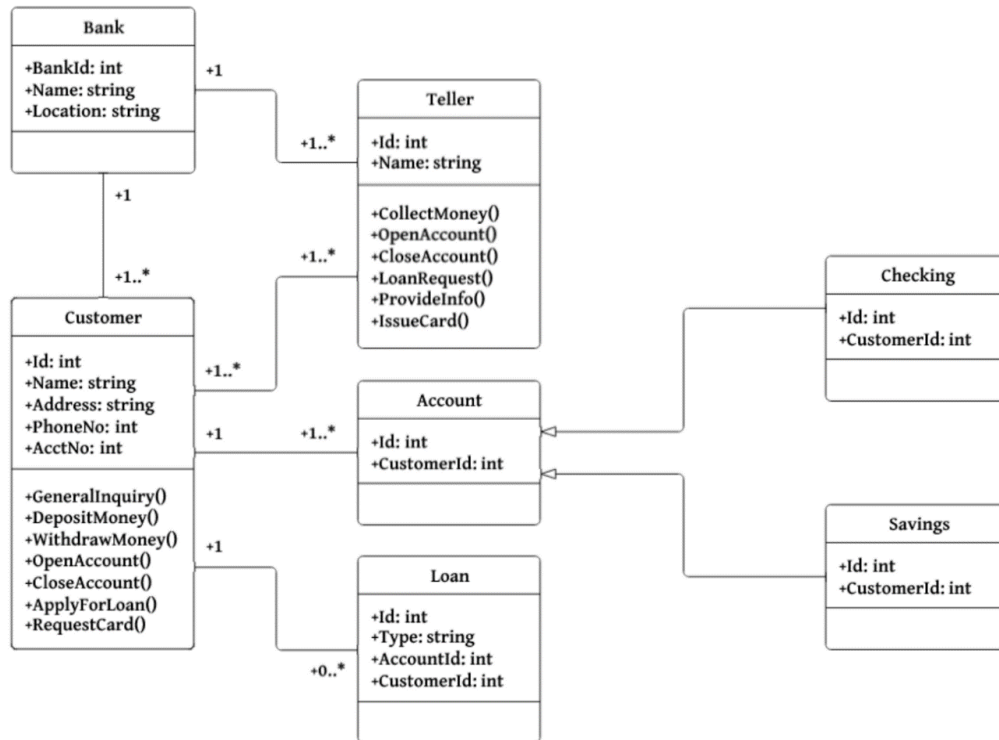 Bank
+BankId: int
+Name: string
+Location: string
+1
+1..*
+1
+1..*
Teller
+Id: int
+Name: string
+CollectMoney()
+OpenAccount()
+CloseAccount()
+LoanRequest()
+ProvideInfo()
+IssueCard()
+1..*
+1..*
Customer
+Id: int
+Name: string
+Address: string
+PhoneNo: int
+AcctNo: int
+GeneralInquiry()
+DepositMoney()
+WithdrawMoney()
+OpenAccount()
+CloseAccount()
+ApplyForLoan()
+RequestCard()
+1
+1..*
Account
+Id: int
+CustomerId: int
+1
+0..*
Loan
+Id: int
+Type: string
+AccountId: int
+CustomerId: int
Checking
+Id: int
+CustomerId: int
Savings
+Id: int
+CustomerId: int